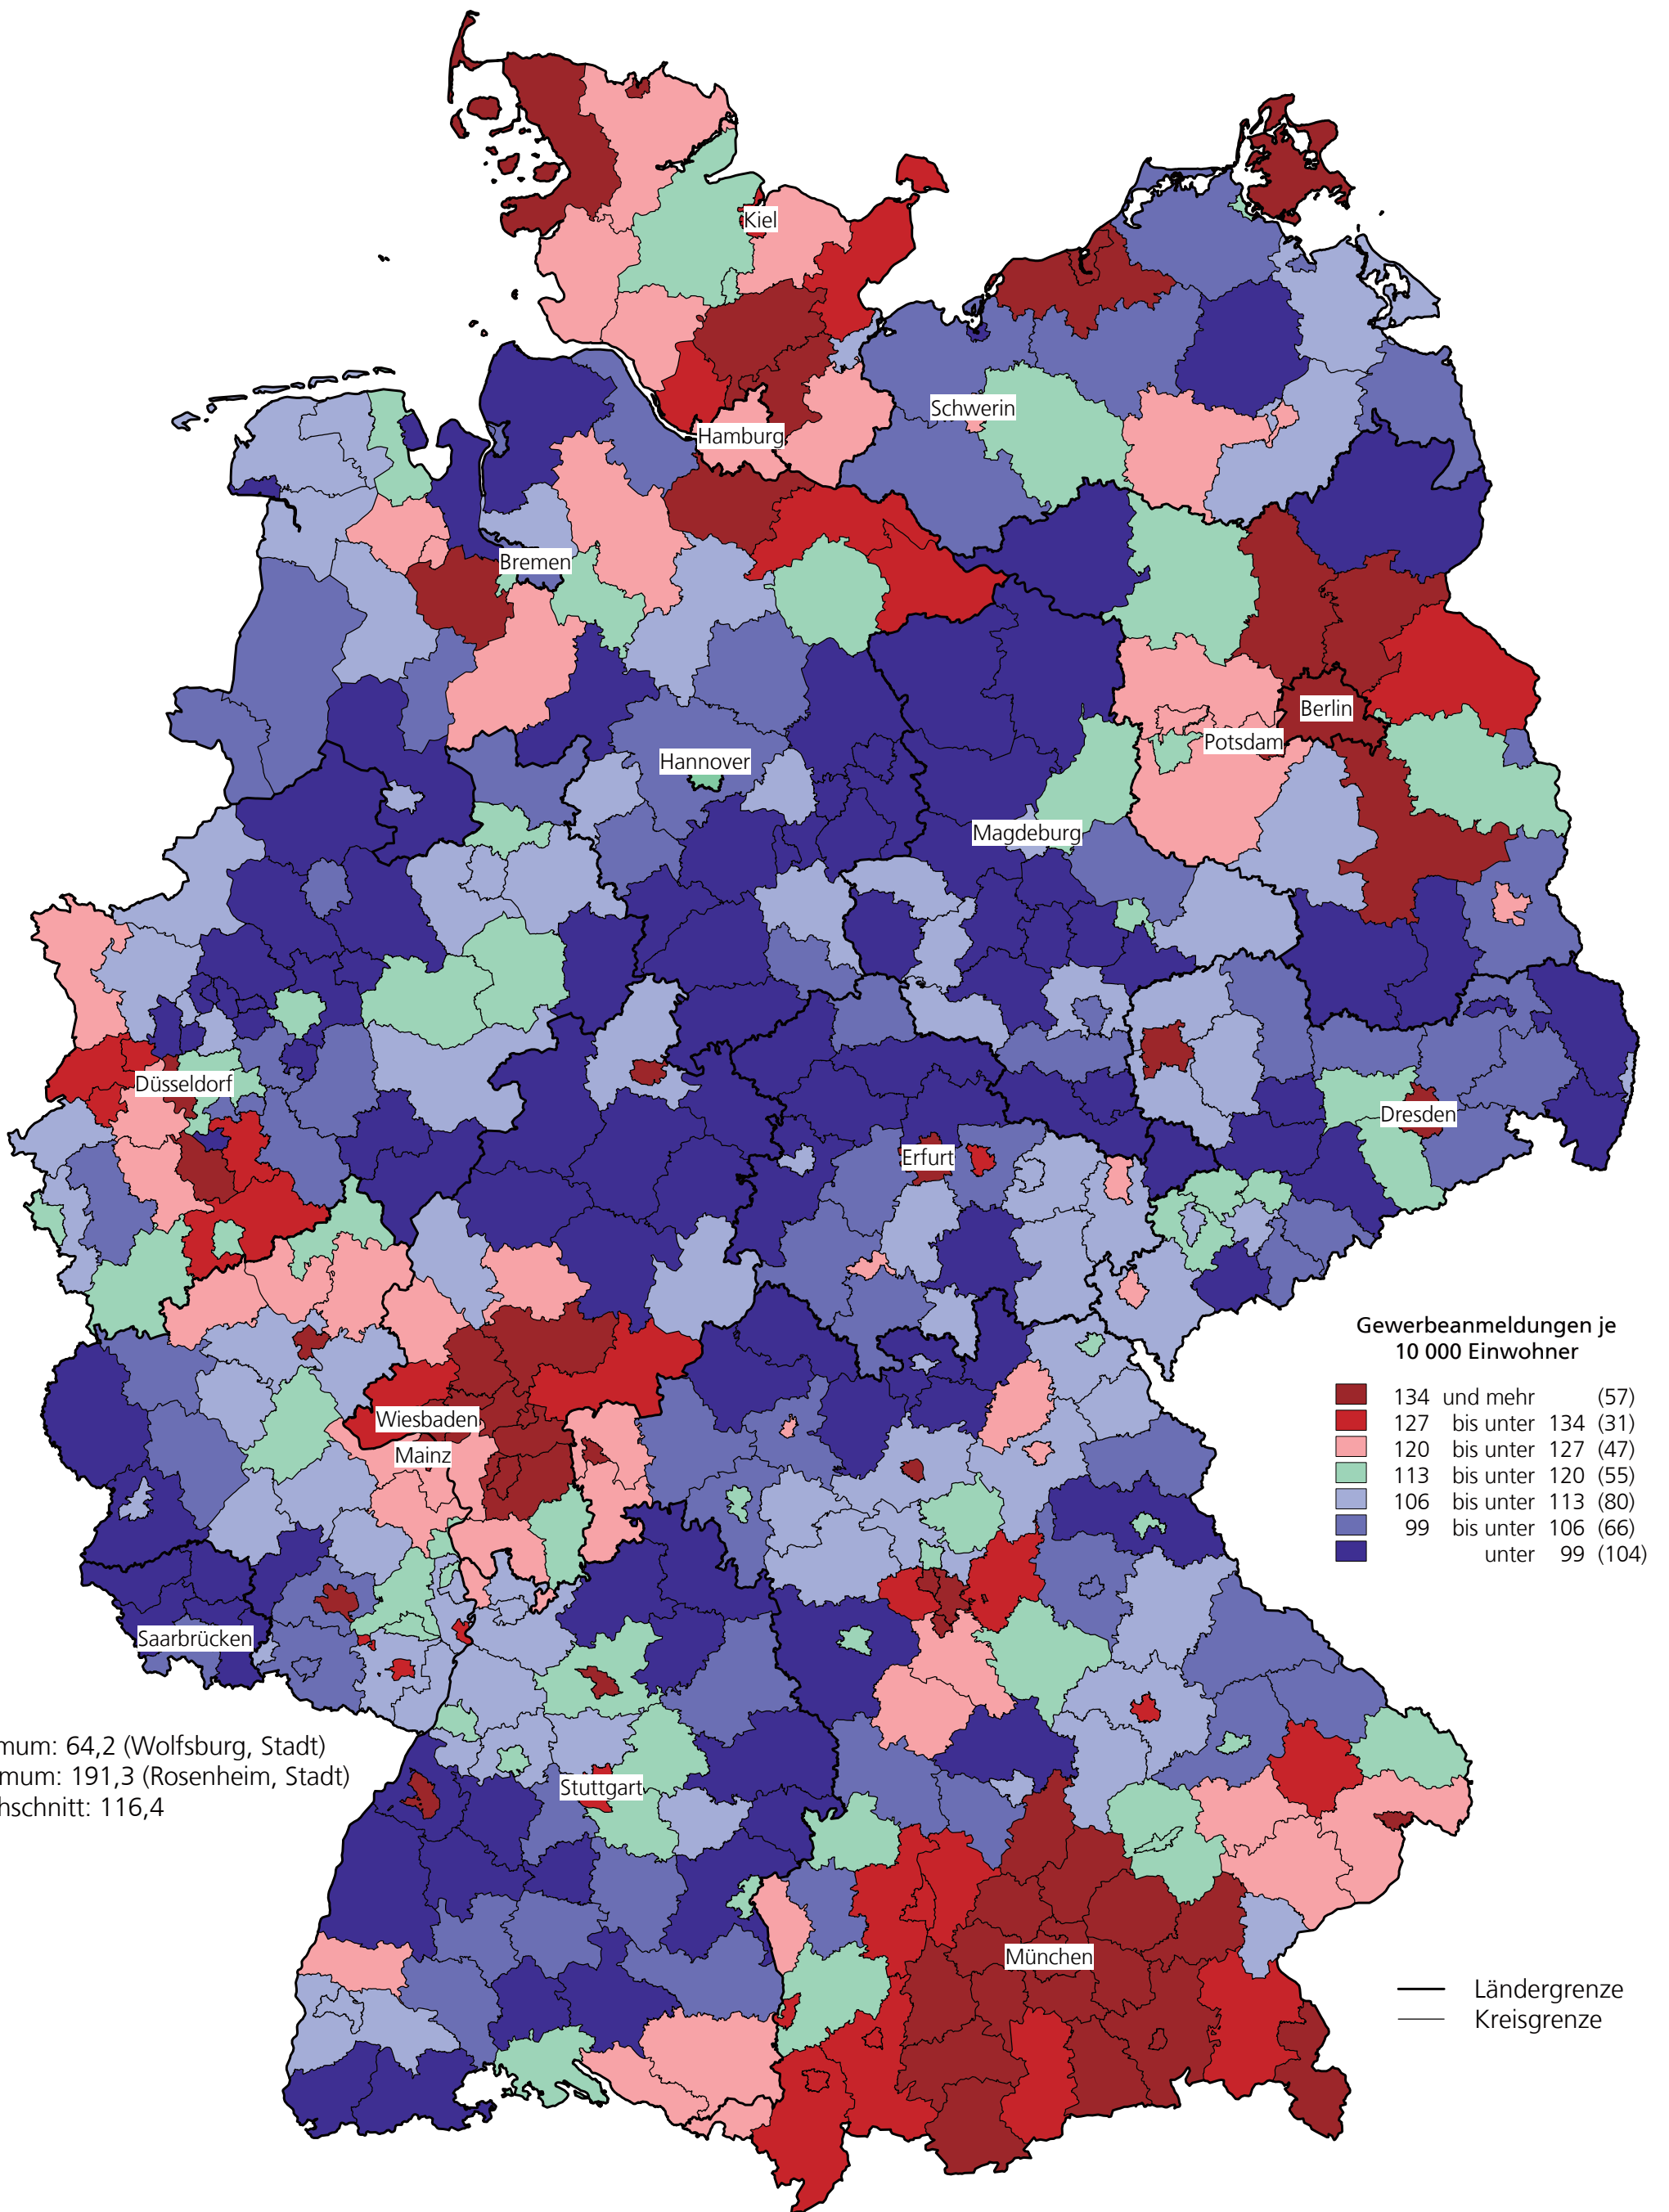 Kiel
Schwerin
Hamburg
Bremen
Berlin
Potsdam
Hannover
Magdeburg
Düsseldorf
Dresden
Erfurt
Gewerbeanmeldungen je
10 000 Einwohner
134 und mehr (57)
127 bis unter 134 (31)
120 bis unter 127 (47)
113 bis unter 120 (55)
106 bis unter 113 (80)
99 bis unter 106 (66)
unter 99 (104)
Wiesbaden
Mainz
Saarbrücken
mum: 64,2 (Wolfsburg, Stadt)
mum: 191,3 (Rosenheim, Stadt)
hschnitt: 116,4
Stuttgart
München
Ländergrenze
Kreisgrenze